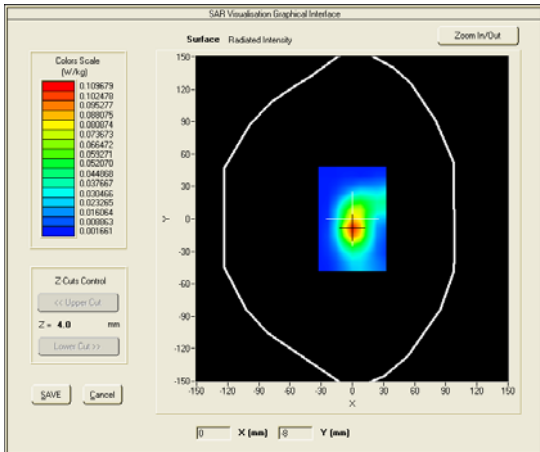 SAR Visualisation Graphical Interface
Surface Radiated Intensity
Zoom In/Out
Colors Scale
(W/kg)
0.109679
0.102478
0.095277
0.088075
0.080874
0.073673
0.066472
0.059271
0.052070
0.044868
0.037667
0.030466
0.023265
0.016064
0.008863
0.001661
150
120
90
60
30
0
-30
-60
-90
-120
-150
Y
-150 -120 -90 -60 -30 0 30 60 90 120 150
X
Z-Cuts Control
<< Upper Cut
Z = 4.0 mm
Lower Cut >>
SAVE Cancel
0 X (mm) -8 Y (mm)